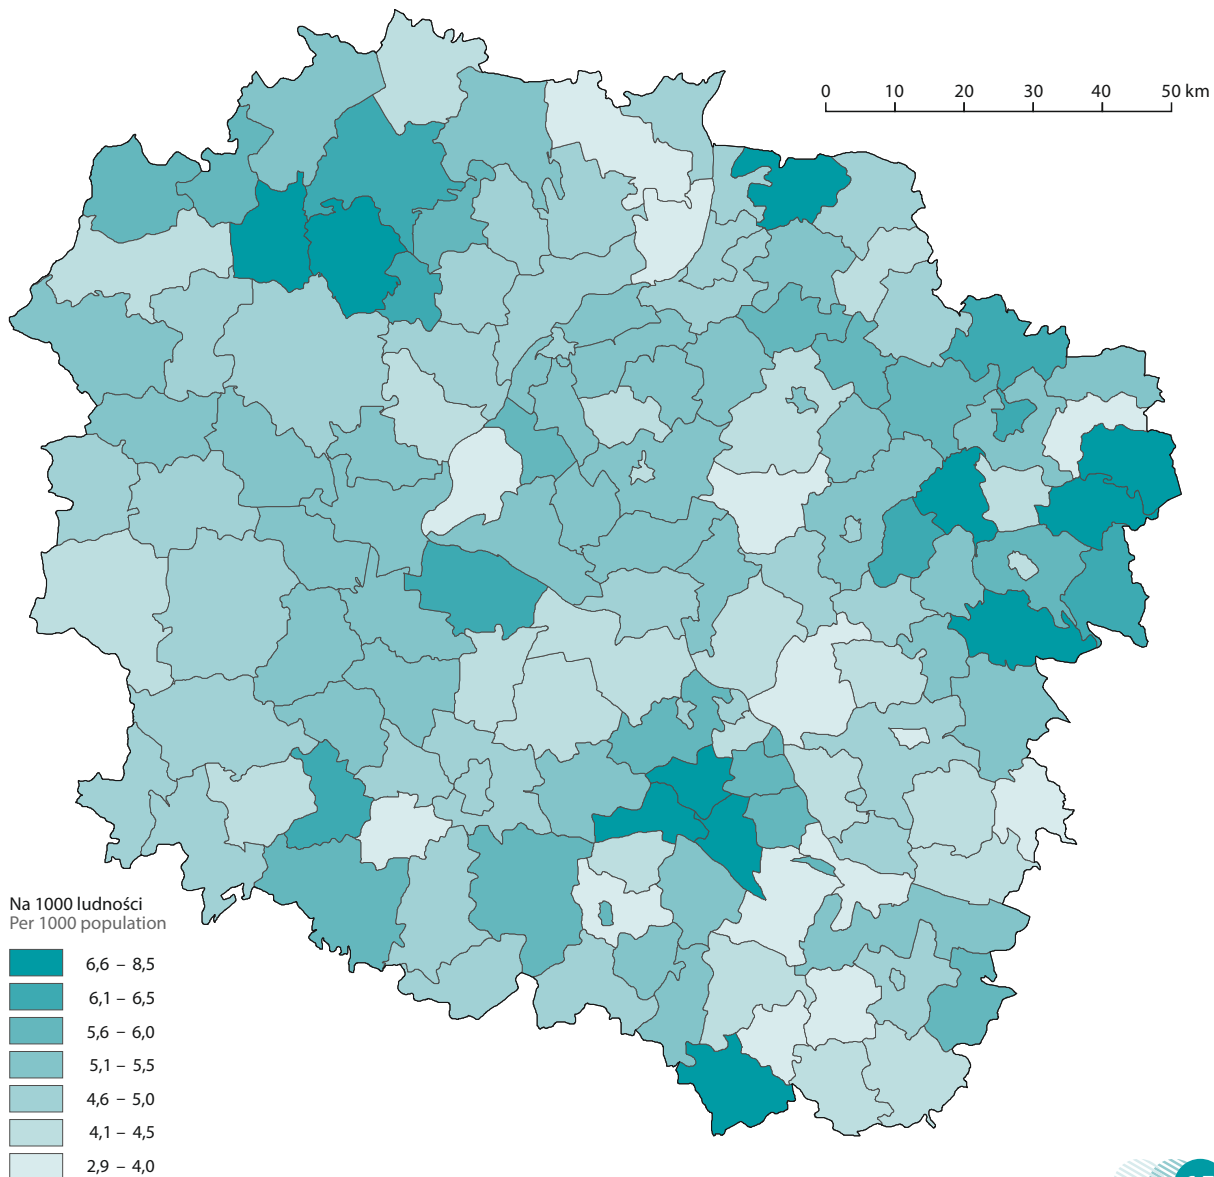 0 10 20 30 40 50 km
Na 1000 ludności
Per 1000 population
6,6 – 8,5
6,1 – 6,5
5,6 – 6,0
5,1 – 5,5
4,6 – 5,0
4,1 – 4,5
2,9 – 4,0